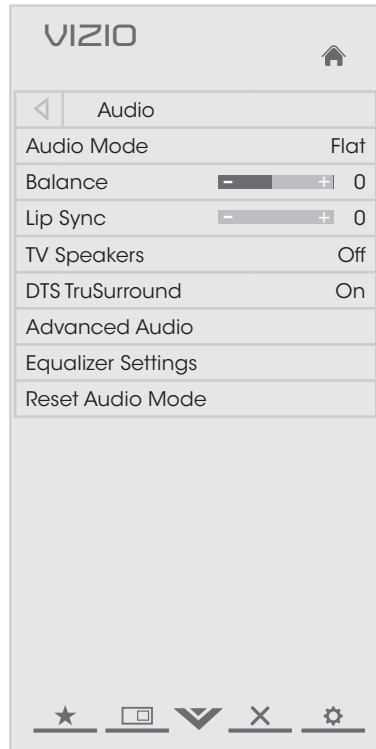 VIZIO
Audio
Audio Mode Flat
Balance - + 0
Lip Sync - + 0
TV Speakers Off
DTS TruSurround On
Advanced Audio
Equalizer Settings
Reset Audio Mode